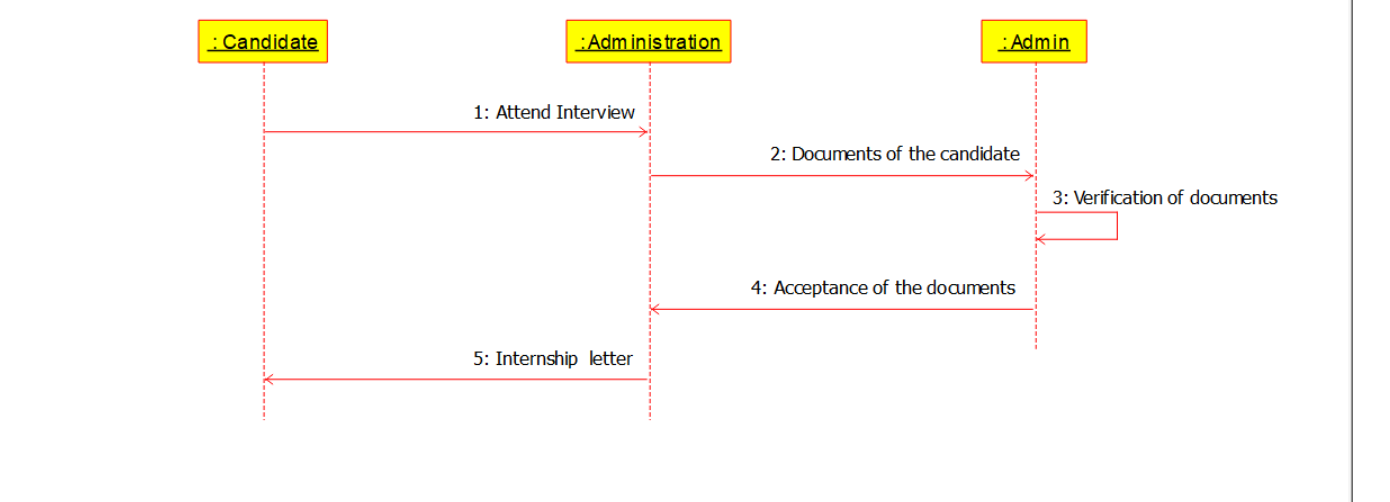 : Candidate
:Administration
:Admin
1: Attend Interview
2: Documents of the candidate
3: Verification of documents
4: Acceptance of the documents
5: Internship letter